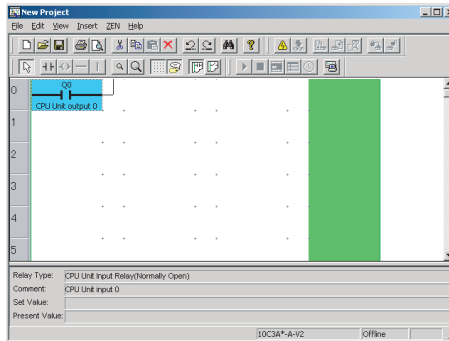 New Project
File Edit View Insert ZEN Help
0
Q0
CPU Unit output 0
1
2
3
4
5
Relay Type: CPU Unit Input Relay(Normally Open)
Comment: CPU Unit input 0
Set Value:
Present Value:
10C3A*-A-V2 Offline